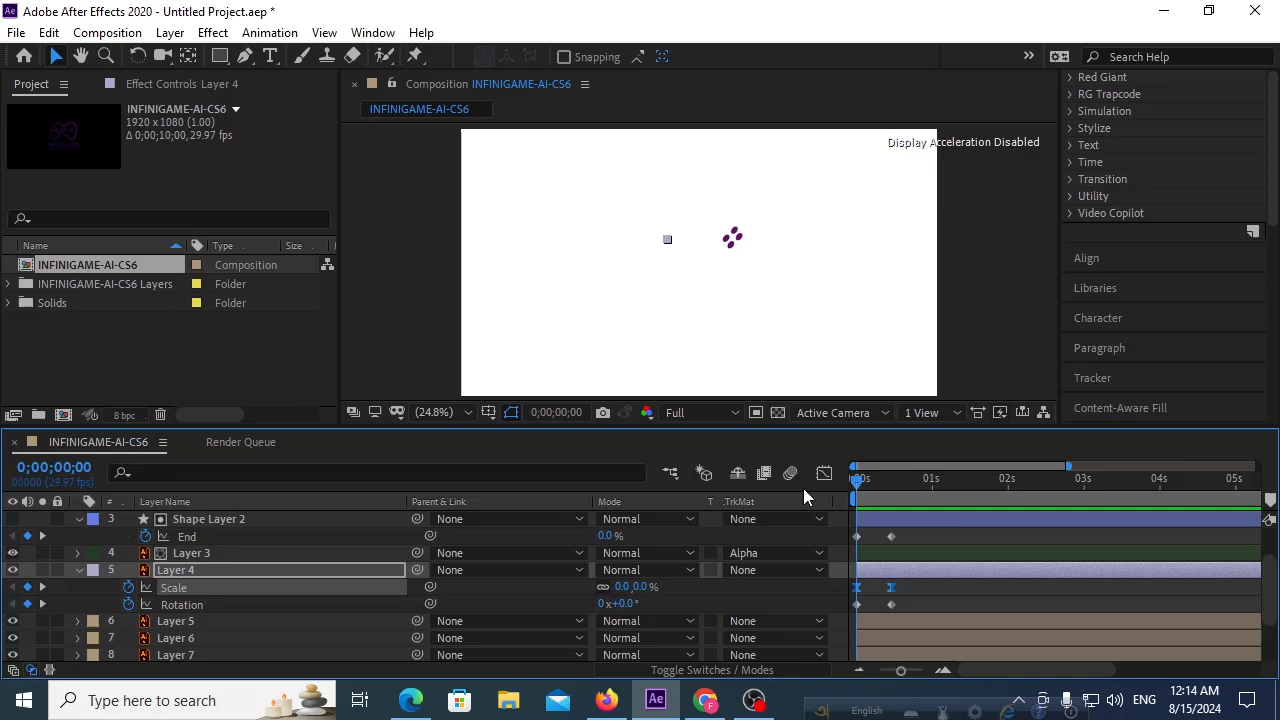 Adobe After Effects 2020 - Untitled Project.aep *
File Edit Composition Layer Effect Animation View Window Help
Snapping
Search Help
Project
Effect Controls Layer 4
Composition INFINIGAME-AI-CS6
INFINIGAME-AI-CS6
INFINIGAME-AI-CS6
1920 x 1080 (1.00)
Δ 0;00;10;00, 29.97 fps
Display Acceleration Disabled
Red Giant
RG Trapcode
Simulation
Stylize
Text
Time
Transition
Utility
Video Copilot
Align
Libraries
Character
Paragraph
Tracker
Content-Aware Fill
Name Type Size
INFINIGAME-AI-CS6 Composition
INFINIGAME-AI-CS6 Layers Folder
Solids Folder
8 bpc
(24.8%) 0;00;00;00 Full Active Camera 1 View
INFINIGAME-AI-CS6 Render Queue
0;00;00;00
00000 (29.97 fps)
:00s 01s 02s 03s 04s 05s
# Layer Name Parent & Link Mode T .TrkMat
3 Shape Layer 2 None Normal None
End 0.0 %
4 Layer 3 None Normal Alpha
5 Layer 4 None Normal None
Scale 0.0,0.0 %
Rotation 0 x+0.0 °
6 Layer 5 None Normal None
7 Layer 6 None Normal None
8 Layer 7 None Normal None
Toggle Switches / Modes
Type here to search
English
ENG
12:14 AM
8/15/2024